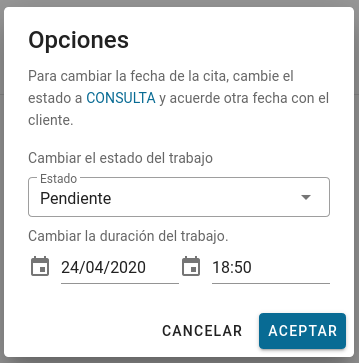 Opciones
Para cambiar la fecha de la cita, cambie el
estado a CONSULTA y acuerde otra fecha con el
cliente.
Cambiar el estado del trabajo
Estado
Pendiente
Cambiar la duración del trabajo.
24/04/2020 18:50
CANCELAR ACEPTAR